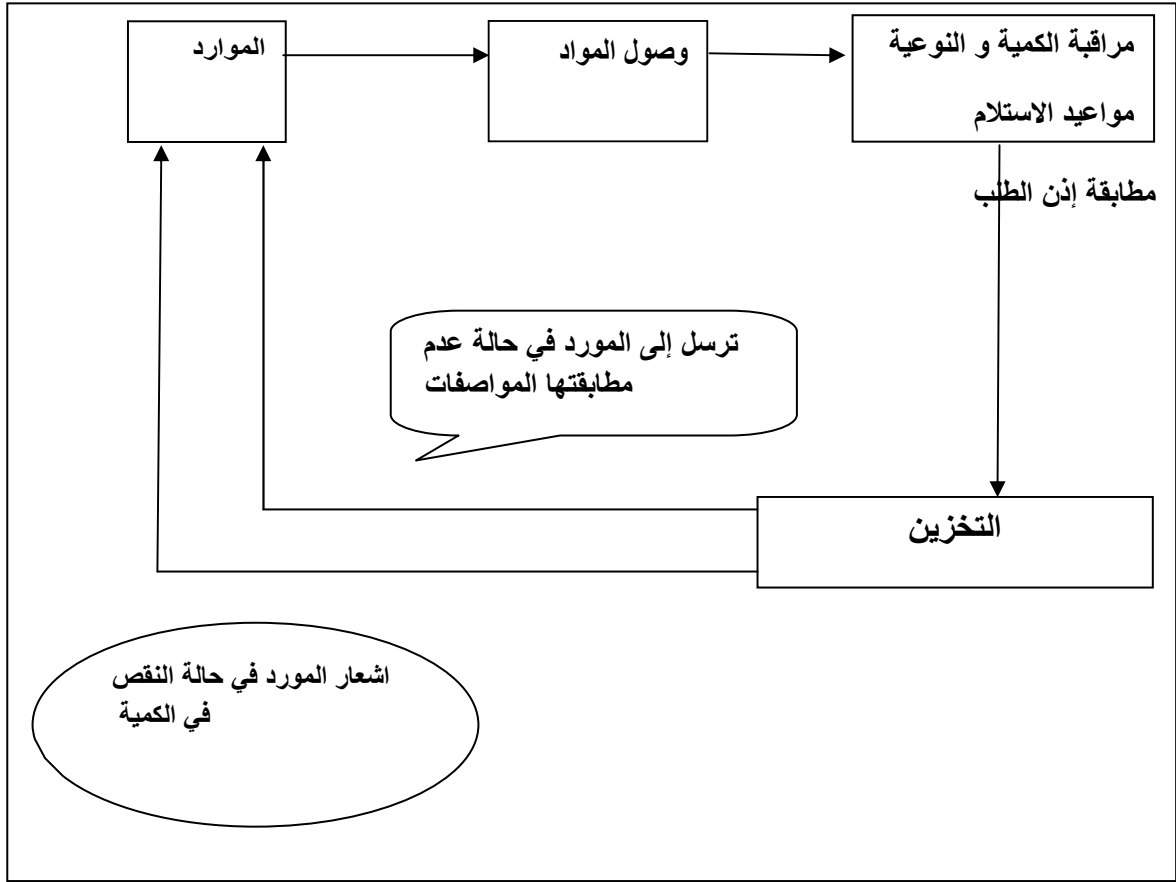 الموارد
وصول المواد
مراقبة الكمية و النوعية
مواعيد الاستلام
مطابقة إذن الطلب
ترسل إلى المورد في حالة عدم
مطابقتها المواصفات
التخزين
اشعار المورد في حالة النقص
في الكمية